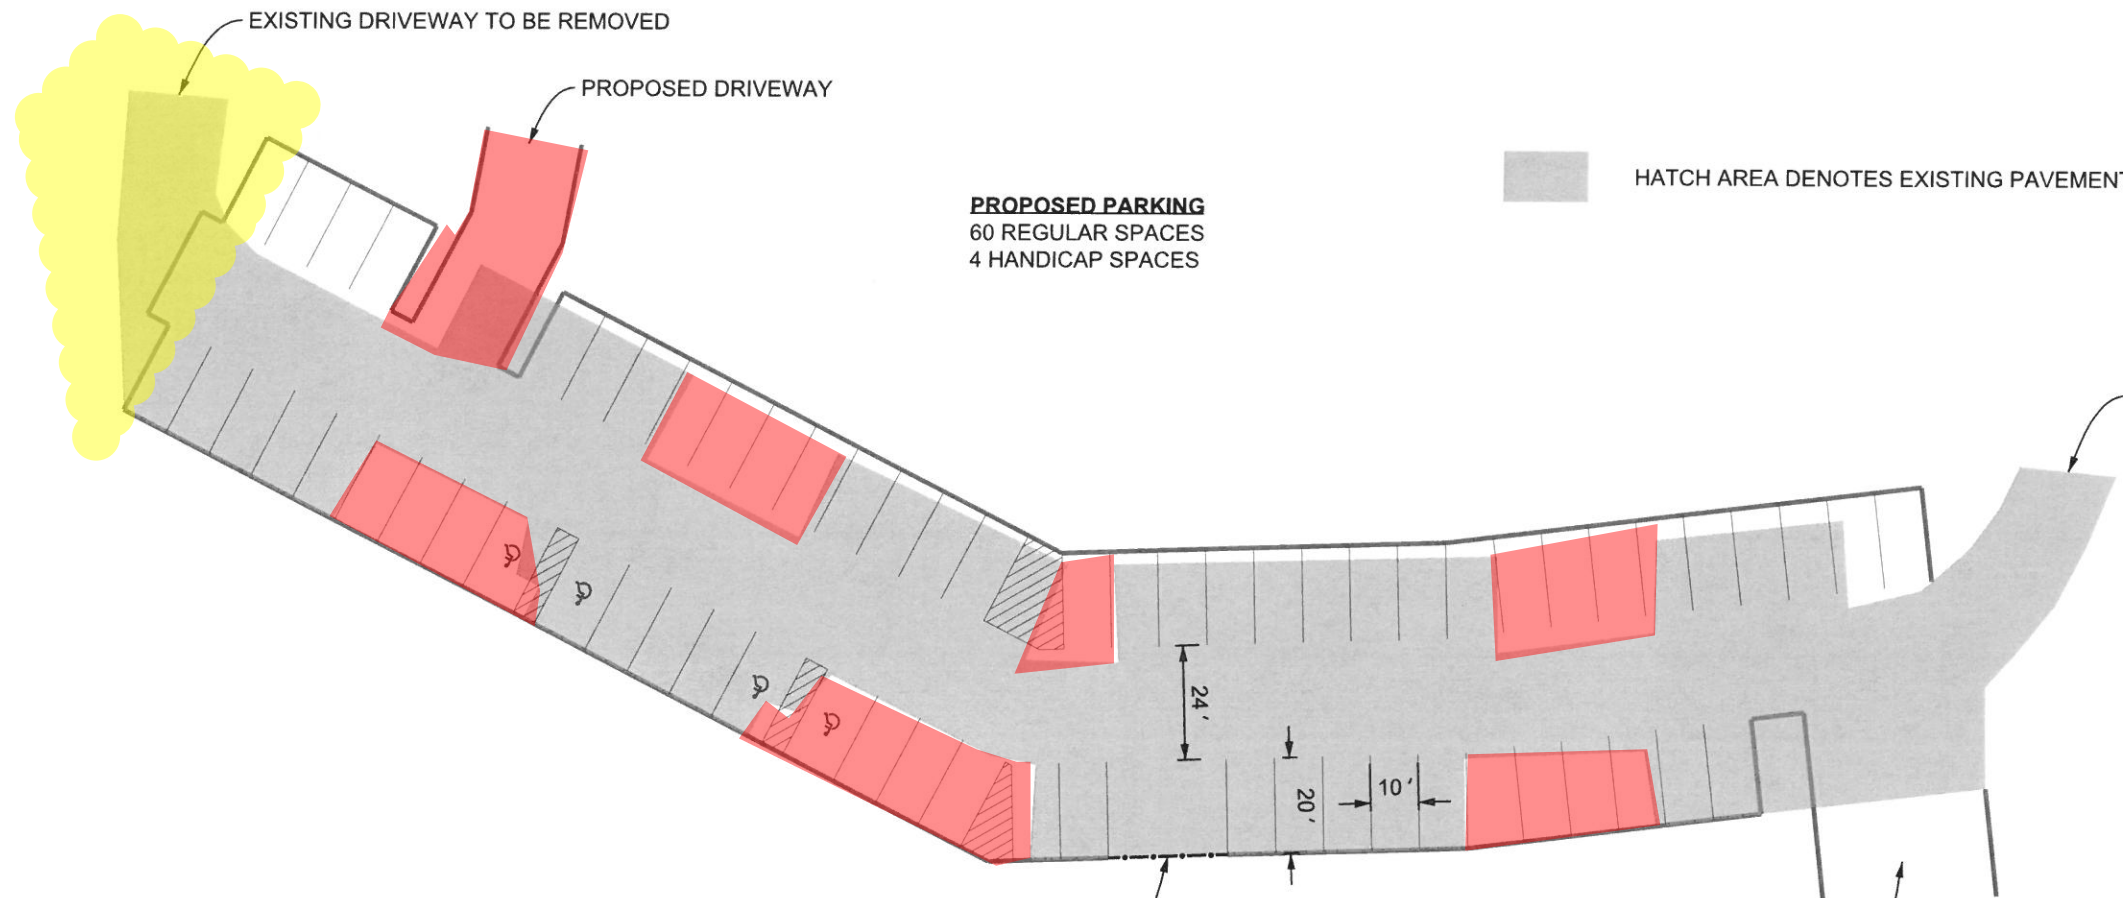 EXISTING DRIVEWAY TO BE REMOVED
PROPOSED DRIVEWAY
HATCH AREA DENOTES EXISTING PAVEMENT
PROPOSED PARKING
60 REGULAR SPACES
4 HANDICAP SPACES
24'
20'
10'